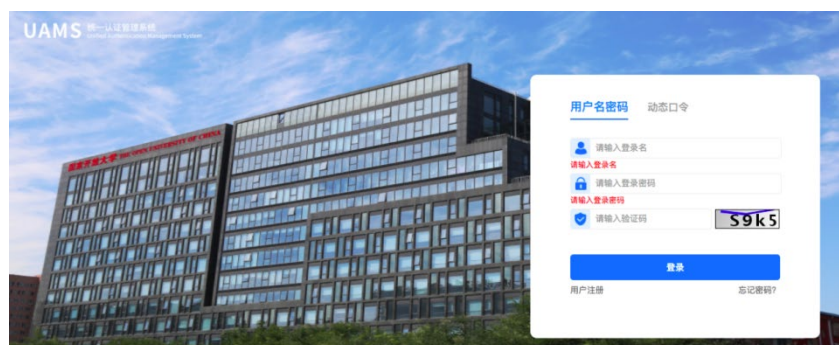 UAMS 统一认证管理系统
Unified Authentication Management System
国家开放大学 THE OPEN UNIVERSITY OF CHINA
用户名密码 动态口令
请输入登录名
请输入登录名
请输入登录密码
请输入登录密码
请输入验证码 S9k5
登录
用户注册 忘记密码?